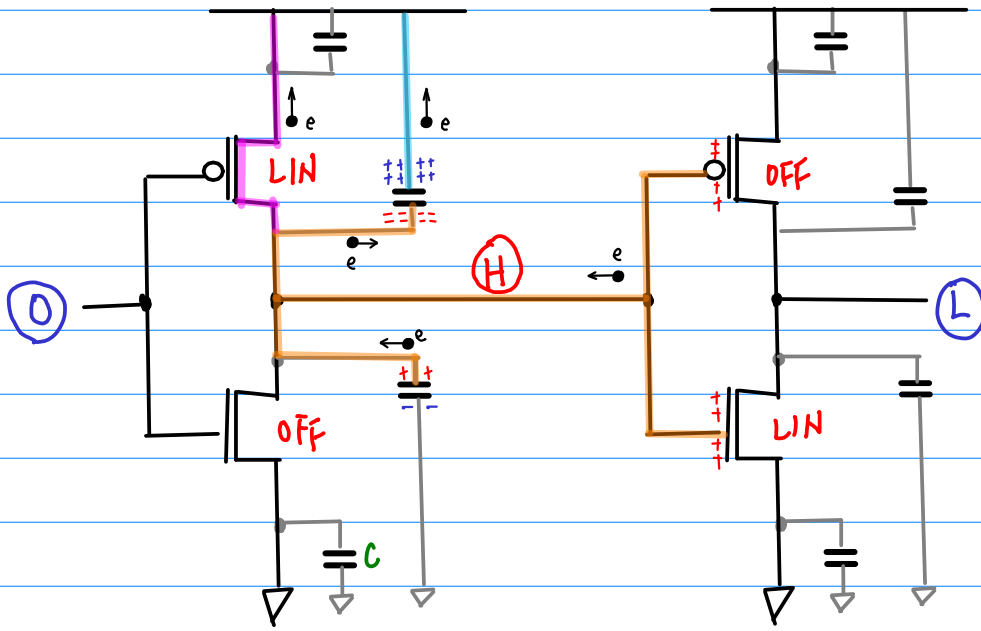 e
e
LIN
OFF
++ ++
++ ++
++
-- --
-- --
++
e
H
e
O
L
e
+ +
- -
OFF
++
LIN
++
++
C